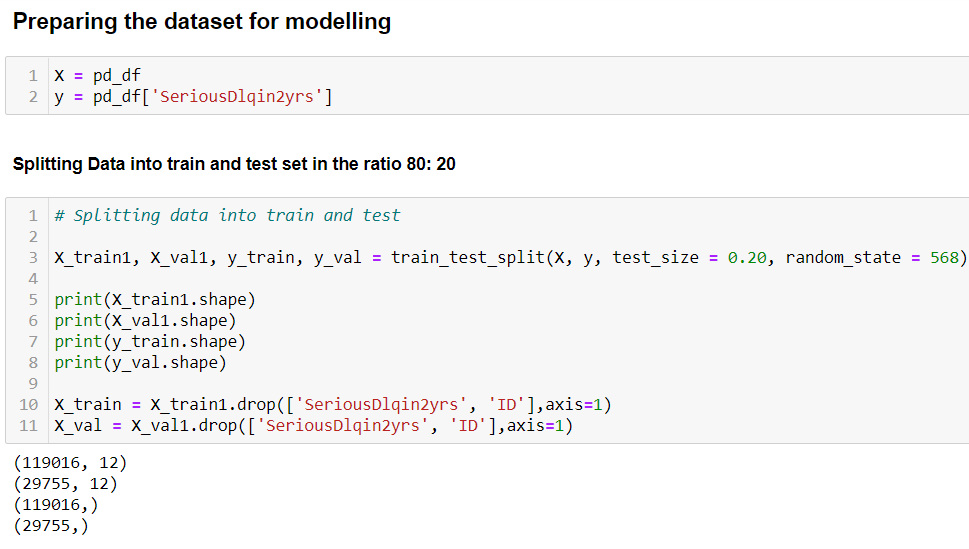 Preparing the dataset for modelling
1 X = pd_df
2 y = pd_df['SeriousDlqin2yrs']
Splitting Data into train and test set in the ratio 80: 20
1 # Splitting data into train and test
2
3 X_train1, X_val1, y_train, y_val = train_test_split(X, y, test_size = 0.20, random_state = 568)
4
5 print(X_train1.shape)
6 print(X_val1.shape)
7 print(y_train.shape)
8 print(y_val.shape)
9
10 X_train = X_train1.drop(['SeriousDlqin2yrs', 'ID'],axis=1)
11 X_val = X_val1.drop(['SeriousDlqin2yrs', 'ID'],axis=1)
(119016, 12)
(29755, 12)
(119016,)
(29755,)